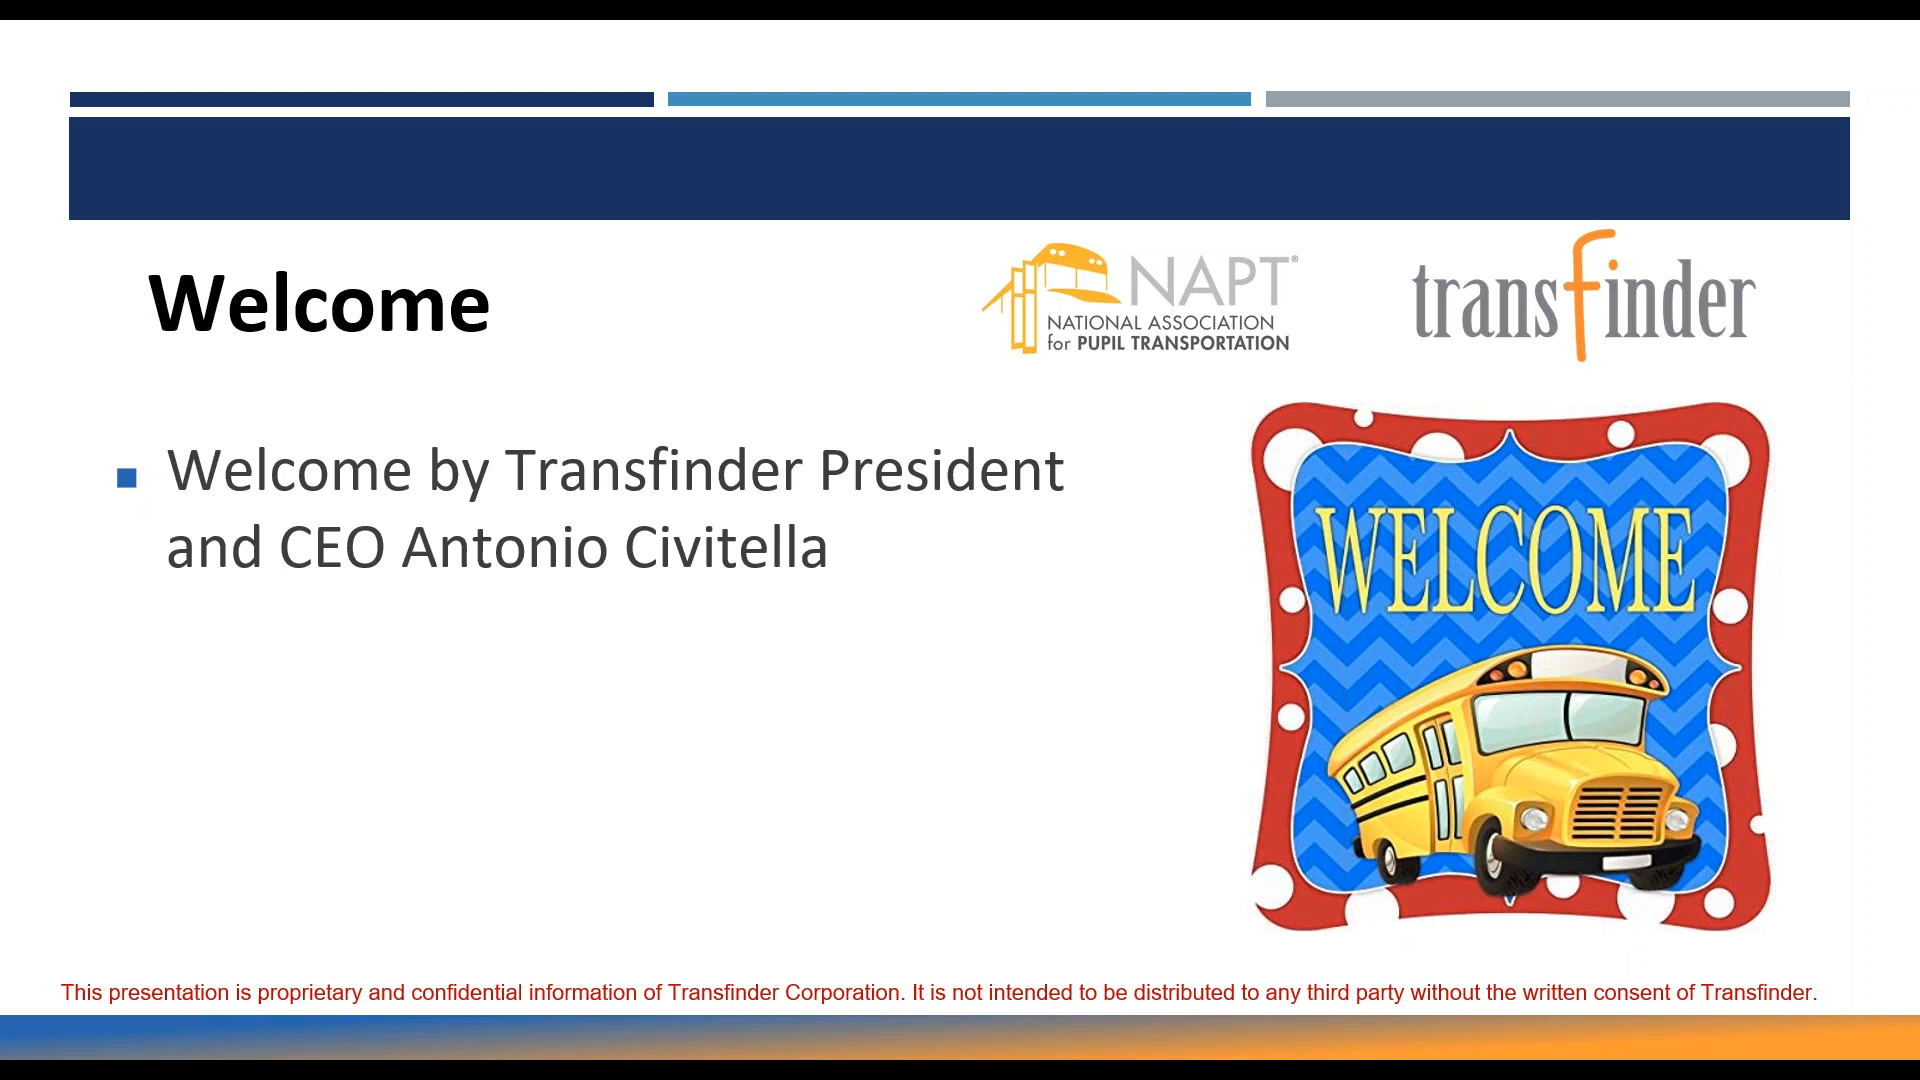 Welcome
NAPT®
NATIONAL ASSOCIATION
for PUPIL TRANSPORTATION
transfinder
Welcome by Transfinder President
and CEO Antonio Civitella
WELCOME
This presentation is proprietary and confidential information of Transfinder Corporation. It is not intended to be distributed to any third party without the written consent of Transfinder.